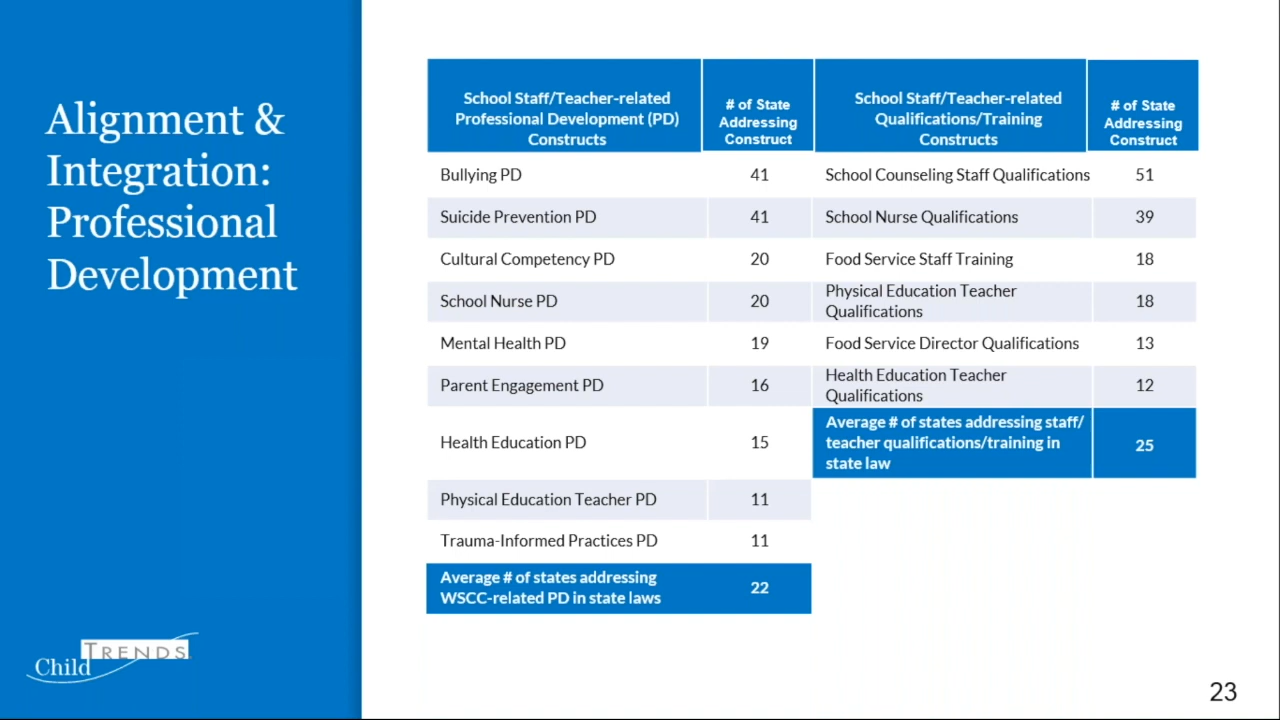 Alignment &
Integration:
Professional
Development
School Staff/Teacher-related
Professional Development (PD)
Constructs
# of State
Addressing
Construct
School Staff/Teacher-related
Qualifications/Training
Constructs
# of State
Addressing
Construct
Bullying PD 41 School Counseling Staff Qualifications 51
Suicide Prevention PD 41 School Nurse Qualifications 39
Cultural Competency PD 20 Food Service Staff Training 18
School Nurse PD 20 Physical Education Teacher
Qualifications 18
Mental Health PD 19 Food Service Director Qualifications 13
Parent Engagement PD 16 Health Education Teacher
Qualifications 12
Health Education PD 15
Average # of states addressing staff/
teacher qualifications/training in
state law 25
Physical Education Teacher PD 11
Trauma-Informed Practices PD 11
Average # of states addressing
WSCC-related PD in state laws 22
Child TRENDS
23